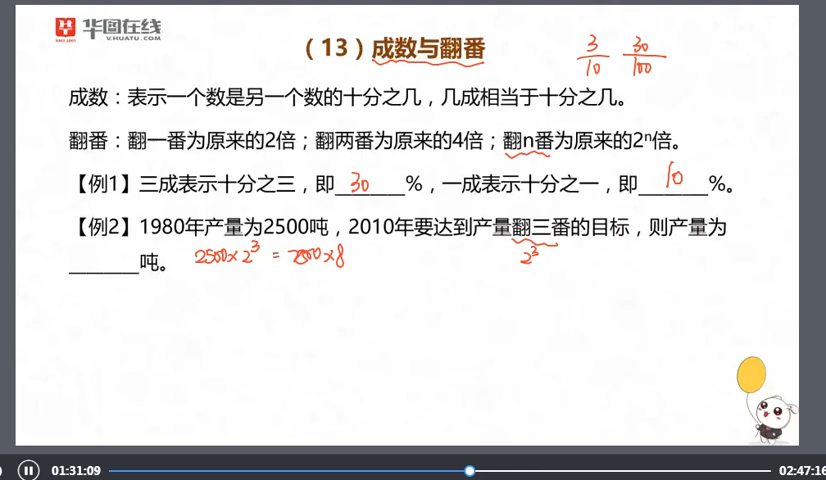 华图在线
V.HUATU.COM
（13）成数与翻番
3/10 30/100
成数：表示一个数是另一个数的十分之几，几成相当于十分之几。
翻番：翻一番为原来的2倍；翻两番为原来的4倍；翻n番为原来的2ⁿ倍。
【例1】三成表示十分之三，即 30 %，一成表示十分之一，即 10 %。
【例2】1980年产量为2500吨，2010年要达到产量翻三番的目标，则产量为
______吨。 2500×2³ = 2500×8 2³
01:31:09 02:47:16